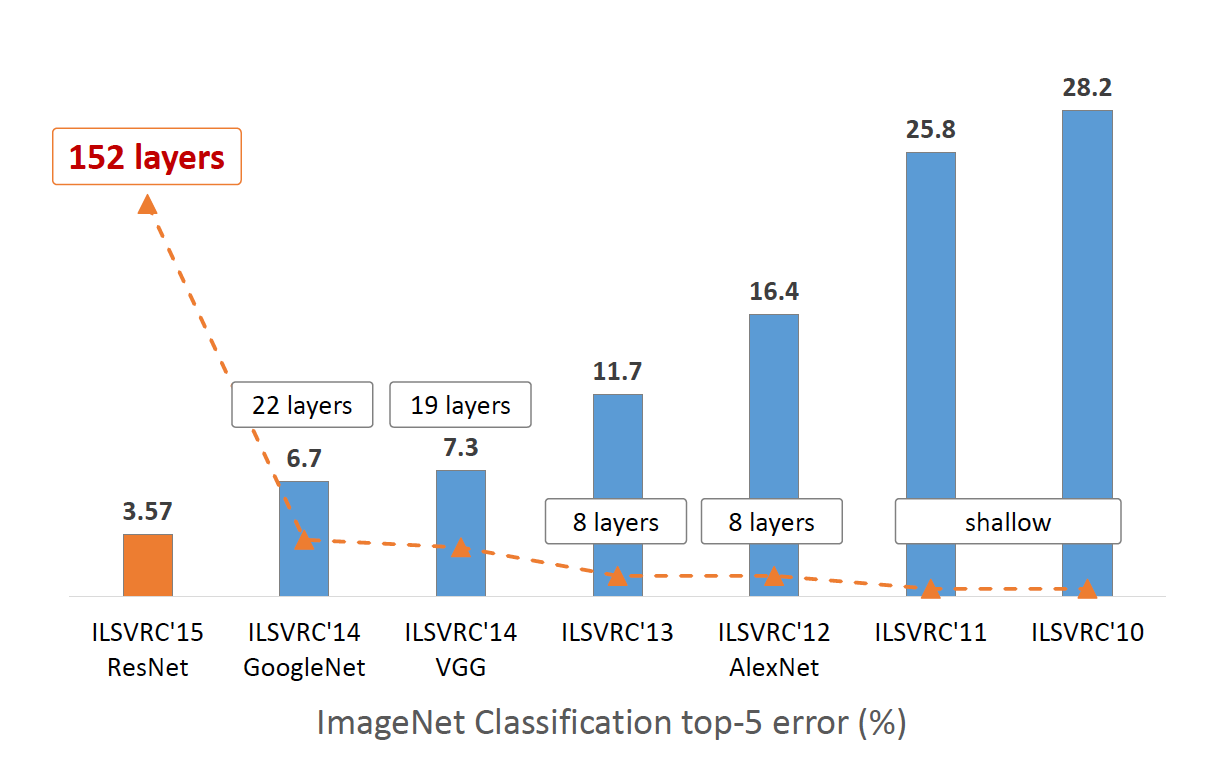 28.2
25.8
152 layers
16.4
11.7
22 layers
19 layers
7.3
6.7
3.57
8 layers
8 layers
shallow
ILSVRC'15
ResNet
ILSVRC'14
GoogleNet
ILSVRC'14
VGG
ILSVRC'13
ILSVRC'12
AlexNet
ILSVRC'11
ILSVRC'10
ImageNet Classification top-5 error (%)